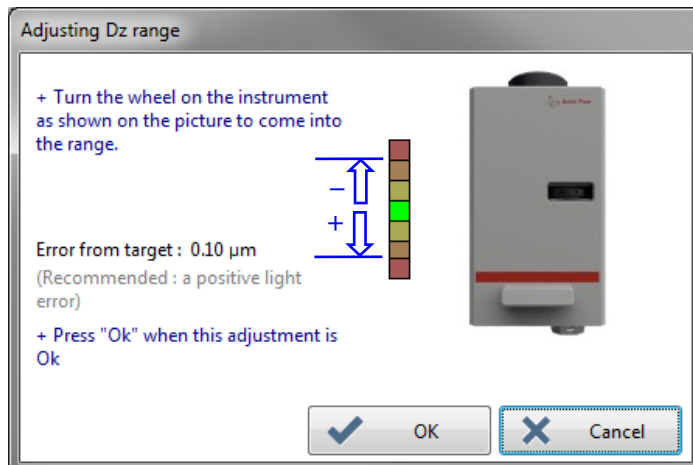 Adjusting Dz range
+ Turn the wheel on the instrument
as shown on the picture to come into
the range.
−
+
Error from target : 0.10 µm
(Recommended : a positive light
error)
+ Press "Ok" when this adjustment is
Ok
Anton Paar
OK
Cancel